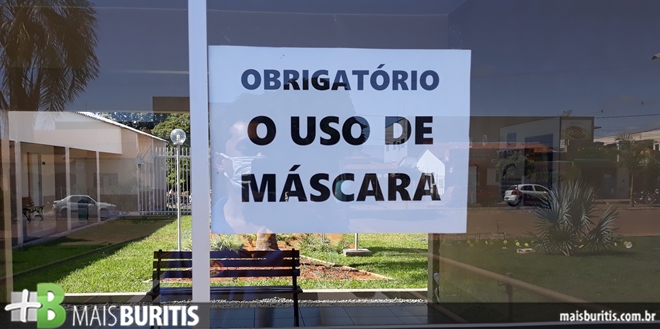 OBRIGATÓRIO
O USO DE
MÁSCARA
+B MAISBURITIS
maisburitis.com.br